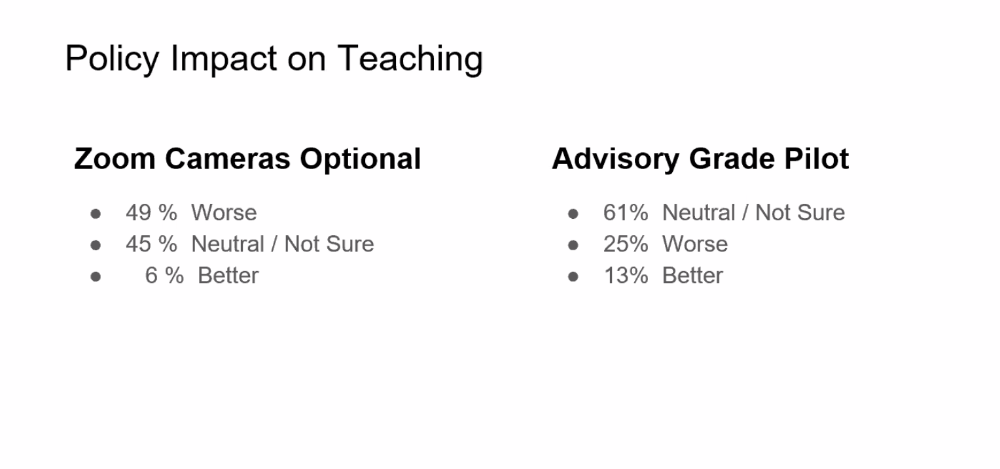 Policy Impact on Teaching
Zoom Cameras Optional
● 49 % Worse
● 45 % Neutral / Not Sure
● 6 % Better
Advisory Grade Pilot
● 61% Neutral / Not Sure
● 25% Worse
● 13% Better